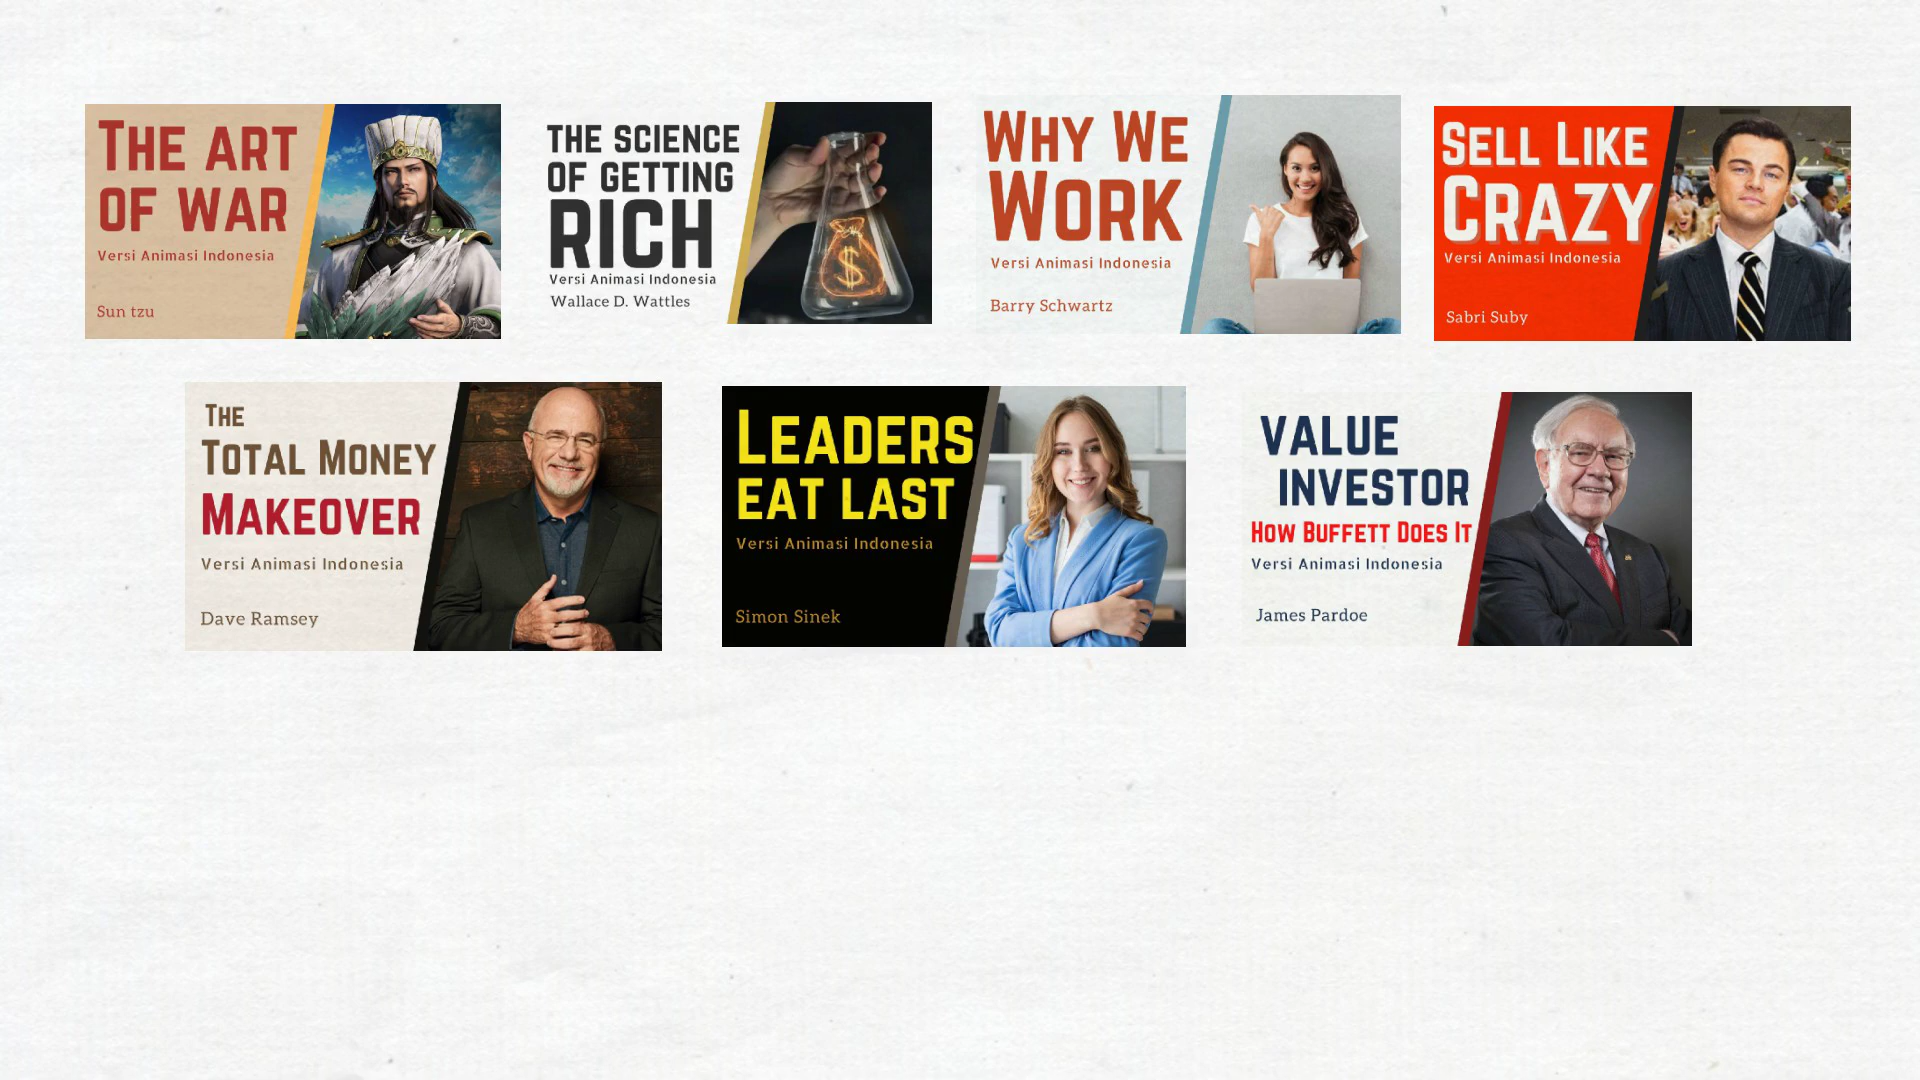 THE ART
OF WAR
Versi Animasi Indonesia
Sun tzu
THE SCIENCE
OF GETTING
RICH
Versi Animasi Indonesia
Wallace D. Wattles
WHY WE
WORK
Versi Animasi Indonesia
Barry Schwartz
SELL LIKE
CRAZY
Versi Animasi Indonesia
Sabri Suby
THE
TOTAL MONEY
MAKEOVER
Versi Animasi Indonesia
Dave Ramsey
LEADERS
EAT LAST
Versi Animasi Indonesia
Simon Sinek
VALUE
INVESTOR
HOW BUFFETT DOES IT
Versi Animasi Indonesia
James Pardoe